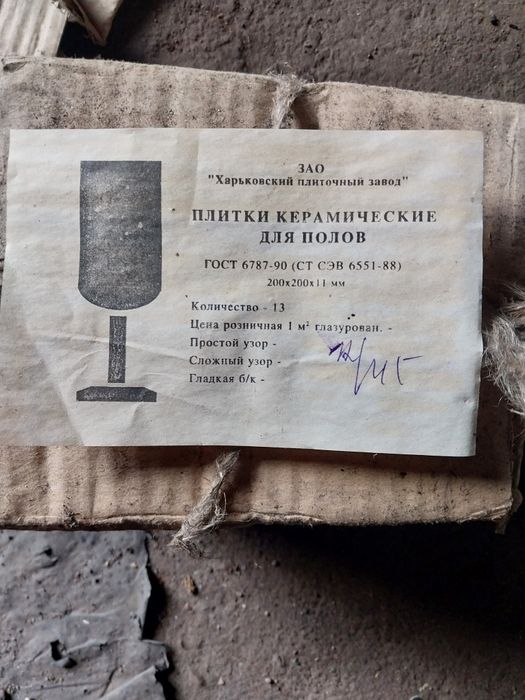 ЗАО
"Харьковский плиточный завод"
ПЛИТКИ КЕРАМИЧЕСКИЕ
ДЛЯ ПОЛОВ
ГОСТ 6787-90 (СТ СЭВ 6551-88)
200х200х11 мм
Количество - 13
Цена розничная 1 м² глазурован. -
Простой узор -
Сложный узор -
Гладкая б/к -